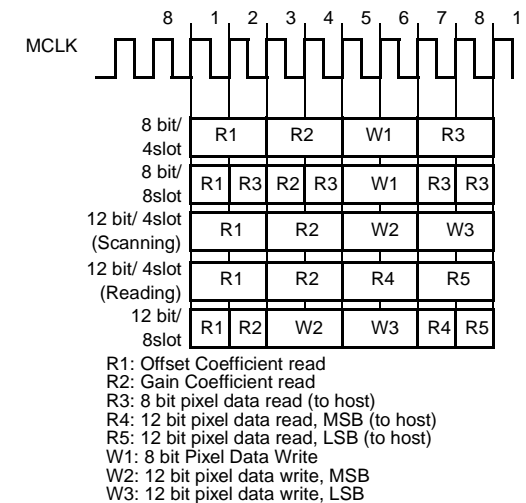 8 1 2 3 4 5 6 7 8 1
MCLK
8 bit/
4slot
R1 R2 W1 R3
8 bit/
8slot
R1 R3 R2 R3 W1 R3 R3
12 bit/ 4slot
(Scanning)
R1 R2 W2 W3
12 bit/ 4slot
(Reading)
R1 R2 R4 R5
12 bit/
8slot
R1 R2 W2 W3 R4 R5
R1: Offset Coefficient read
R2: Gain Coefficient read
R3: 8 bit pixel data read (to host)
R4: 12 bit pixel data read, MSB (to host)
R5: 12 bit pixel data read, LSB (to host)
W1: 8 bit Pixel Data Write
W2: 12 bit pixel data write, MSB
W3: 12 bit pixel data write, LSB